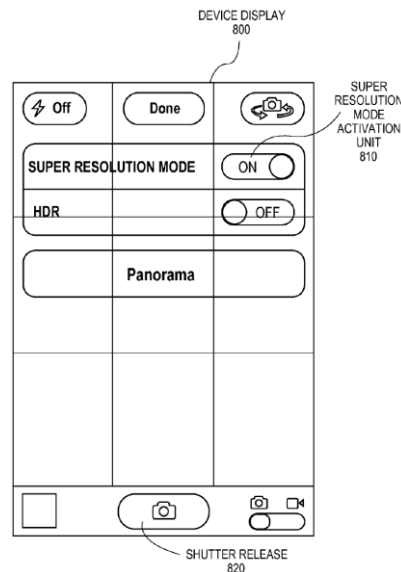 DEVICE DISPLAY
800
Off
Done
SUPER
RESOLUTION
MODE
ACTIVATION
UNIT
810
SUPER RESOLUTION MODE
ON
HDR
OFF
Panorama
SHUTTER RELEASE
820